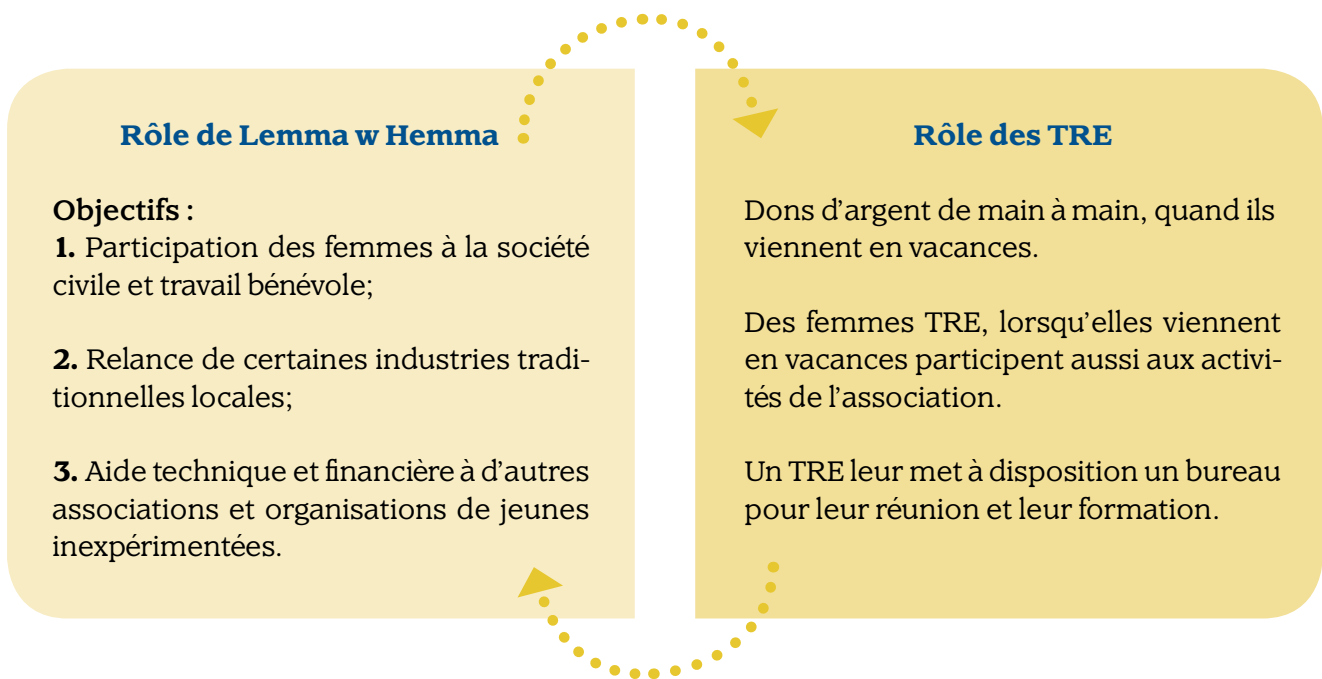 Rôle de Lemma w Hemma
Objectifs :
1. Participation des femmes à la société
civile et travail bénévole;
2. Relance de certaines industries tradi-
tionnelles locales;
3. Aide technique et financière à d'autres
associations et organisations de jeunes
inexpérimentées.
Rôle des TRE
Dons d'argent de main à main, quand ils
viennent en vacances.
Des femmes TRE, lorsqu'elles viennent
en vacances participent aussi aux activi-
tés de l'association.
Un TRE leur met à disposition un bureau
pour leur réunion et leur formation.